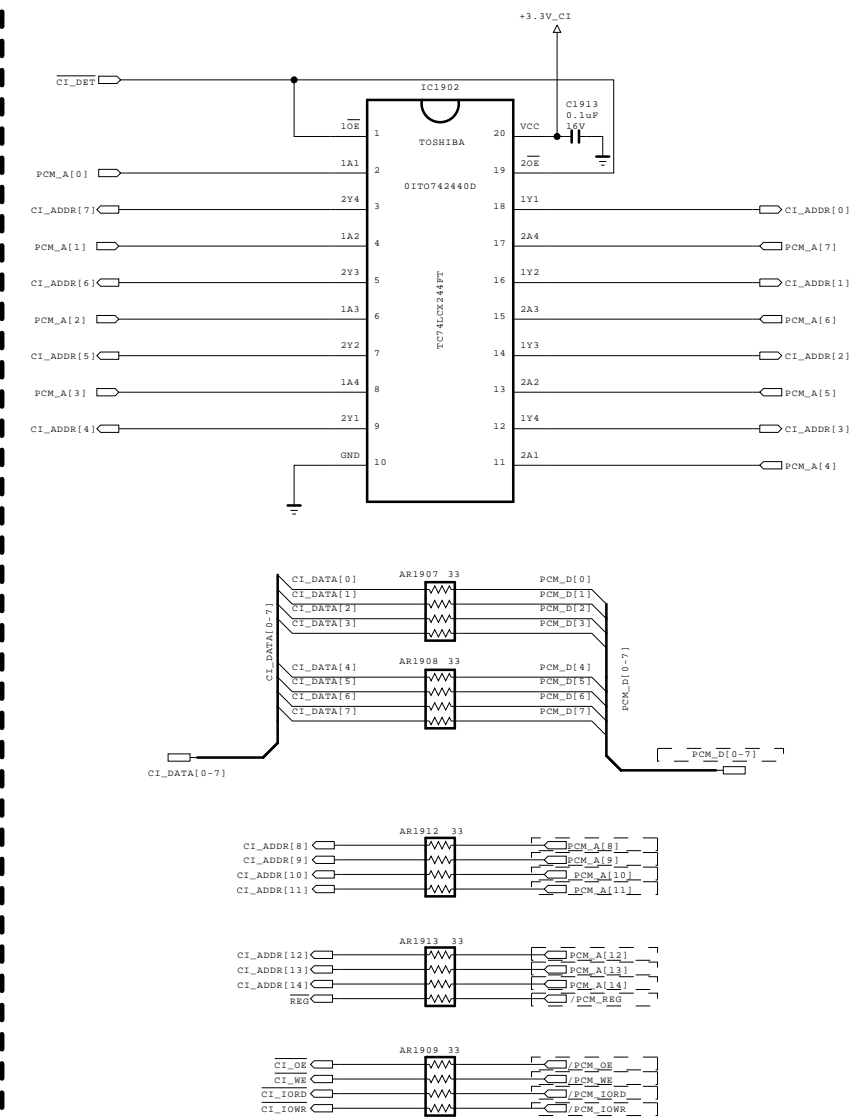 +3.3V_CI
CI_DET
IC1902
C1913
0.1uF
16V
1OE 1 20 VCC
TOSHIBA
19 2OE
PCM_A[0] 1A1 2
0ITO742440D
CI_ADDR[7] 2Y4 3 18 1Y1 CI_ADDR[0]
PCM_A[1] 1A2 4 17 2A4 PCM_A[7]
CI_ADDR[6] 2Y3 5 16 1Y2 CI_ADDR[1]
TC74LCX244FT
PCM_A[2] 1A3 6 15 2A3 PCM_A[6]
CI_ADDR[5] 2Y2 7 14 1Y3 CI_ADDR[2]
PCM_A[3] 1A4 8 13 2A2 PCM_A[5]
CI_ADDR[4] 2Y1 9 12 1Y4 CI_ADDR[3]
GND 10 11 2A1 PCM_A[4]
AR1907 33
CI_DATA[0] PCM_D[0]
CI_DATA[1] PCM_D[1]
CI_DATA[2] PCM_D[2]
CI_DATA[3] PCM_D[3]
CI_DATA[0-7]
PCM_D[0-7]
AR1908 33
CI_DATA[4] PCM_D[4]
CI_DATA[5] PCM_D[5]
CI_DATA[6] PCM_D[6]
CI_DATA[7] PCM_D[7]
PCM_D[0-7]
CI_DATA[0-7]
AR1912 33
CI_ADDR[8] PCM_A[8]
CI_ADDR[9] PCM_A[9]
CI_ADDR[10] PCM_A[10]
CI_ADDR[11] PCM_A[11]
AR1913 33
CI_ADDR[12] PCM_A[12]
CI_ADDR[13] PCM_A[13]
CI_ADDR[14] PCM_A[14]
REG /PCM_REG
AR1909 33
CI_OE /PCM_OE
CI_WE /PCM_WE
CI_IORD /PCM_IORD
CI_IOWR /PCM_IOWR